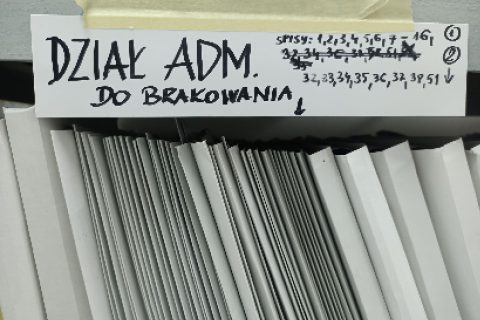 DZIAŁ ADM.
DO BRAKOWANIA ↓
SPISY: 1,2,3,4,5,6,7 - 16, ①
②
32,33,34,35,36,37,38,51 ↓